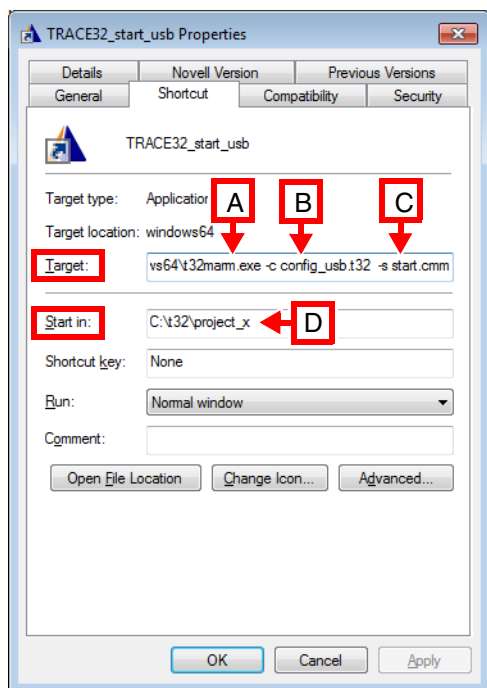 TRACE32_start_usb Properties
Details Novell Version Previous Versions
General Shortcut Compatibility Security
TRACE32_start_usb
Target type: Application
A B C
Target location: windows64
Target: vs64\t32marm.exe -c config_usb.t32 -s start.cmm
Start in: C:\t32\project_x D
Shortcut key: None
Run: Normal window
Comment:
Open File Location Change Icon... Advanced...
OK Cancel Apply